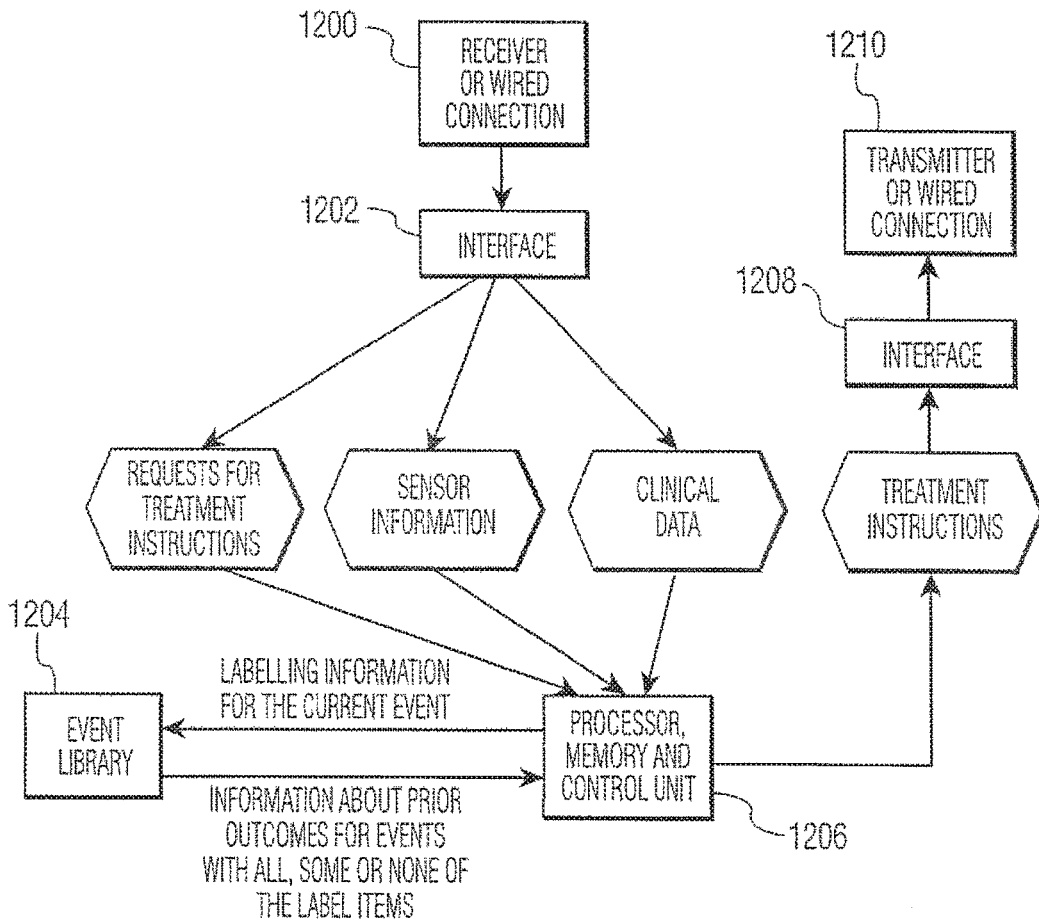 1200
RECEIVER
OR WIRED
CONNECTION
1202
INTERFACE
1210
TRANSMITTER
OR WIRED
CONNECTION
1208
INTERFACE
REQUESTS FOR
TREATMENT
INSTRUCTIONS
SENSOR
INFORMATION
CLINICAL
DATA
TREATMENT
INSTRUCTIONS
1204
EVENT
LIBRARY
LABELLING INFORMATION
FOR THE CURRENT EVENT
INFORMATION ABOUT PRIOR
OUTCOMES FOR EVENTS
WITH ALL, SOME OR NONE OF
THE LABEL ITEMS
PROCESSOR,
MEMORY AND
CONTROL UNIT
1206